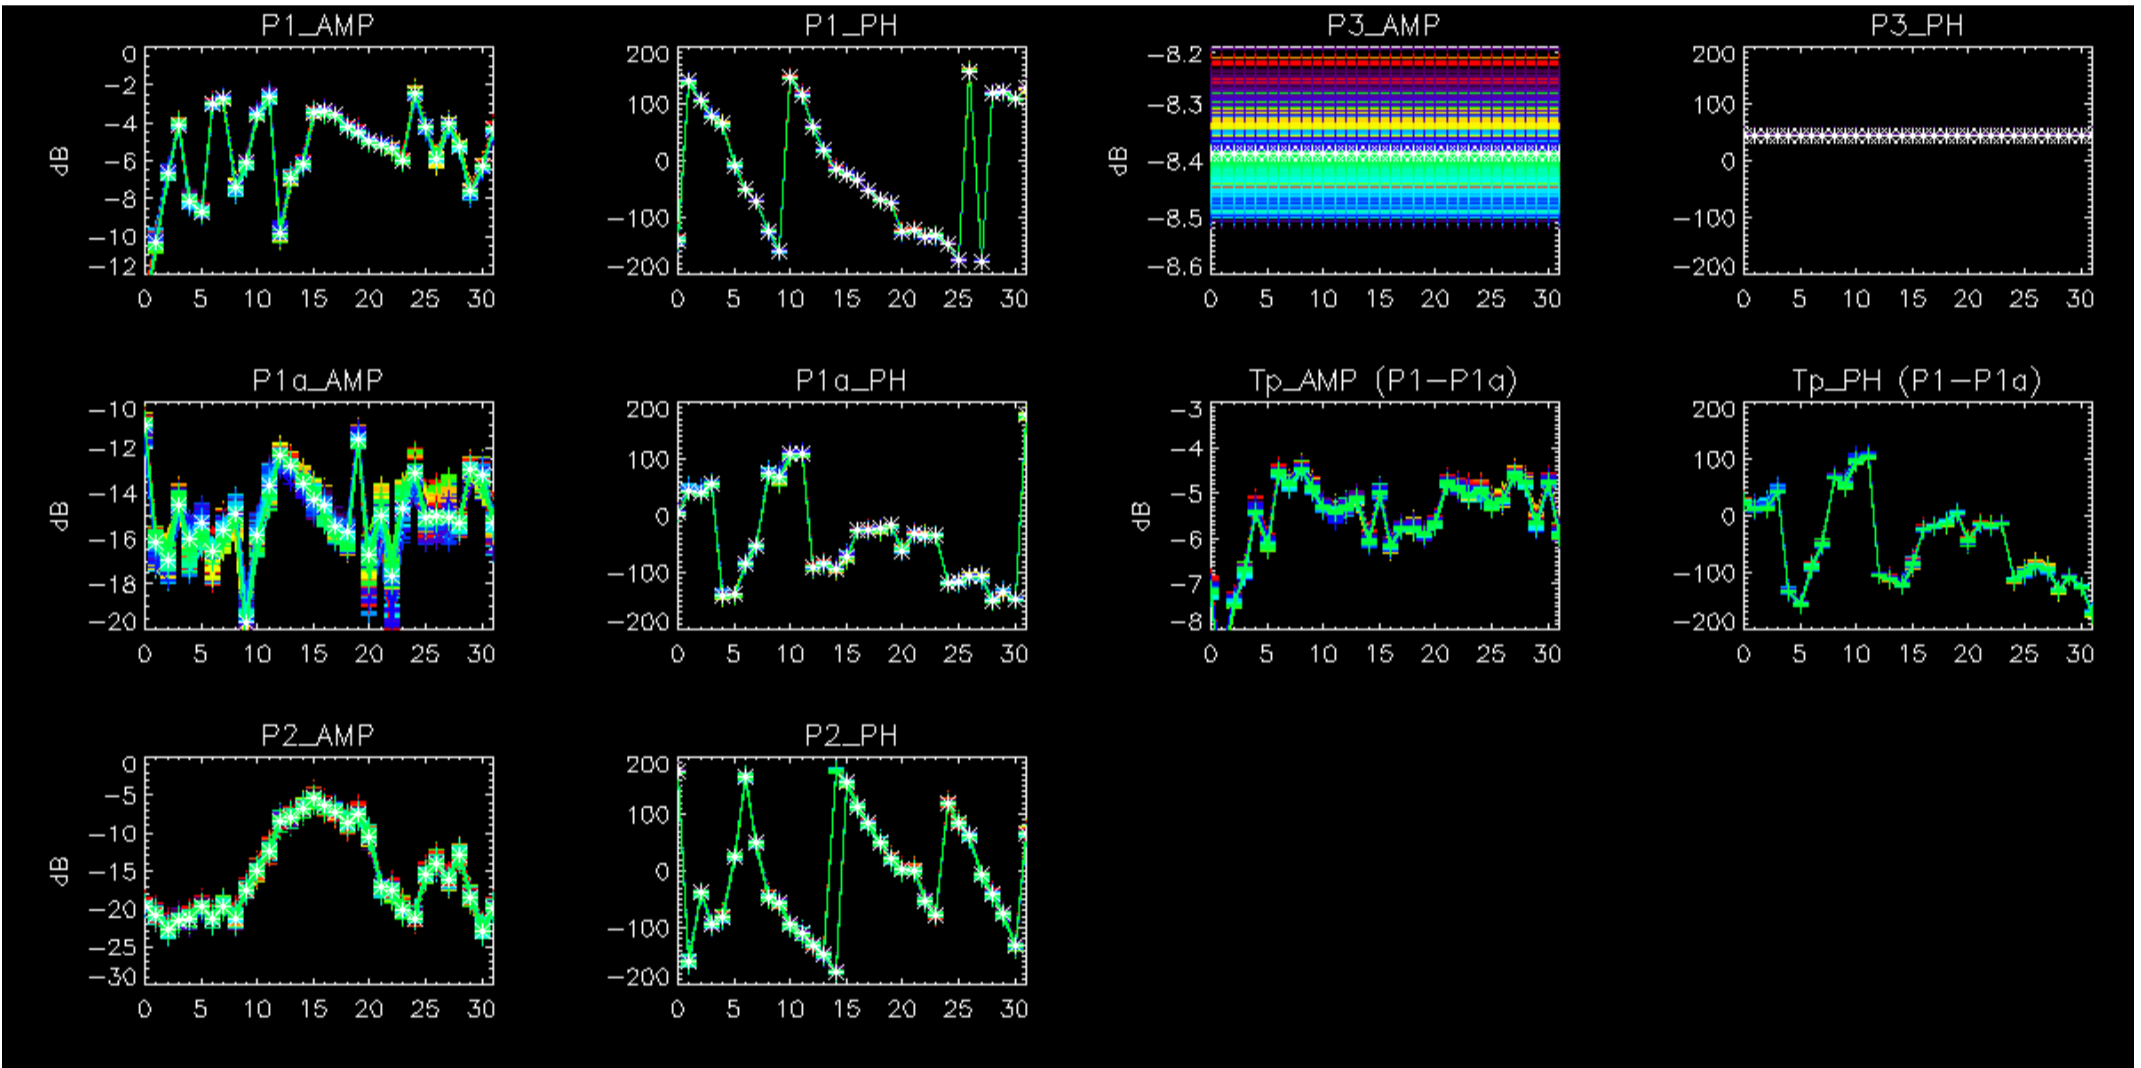 P1_AMP
0
−2
−4
−6
−8
−10
−12
dB
0 5 10 15 20 25 30
P1_PH
200
100
0
−100
−200
0 5 10 15 20 25 30
P3_AMP
−8.2
−8.3
−8.4
−8.5
−8.6
dB
0 5 10 15 20 25 30
P3_PH
200
100
0
−100
−200
0 5 10 15 20 25 30
P1a_AMP
−10
−12
−14
−16
−18
−20
dB
0 5 10 15 20 25 30
P1a_PH
200
100
0
−100
−200
0 5 10 15 20 25 30
Tp_AMP (P1−P1a)
−3
−4
−5
−6
−7
−8
dB
0 5 10 15 20 25 30
Tp_PH (P1−P1a)
200
100
0
−100
−200
0 5 10 15 20 25 30
P2_AMP
0
−5
−10
−15
−20
−25
−30
dB
0 5 10 15 20 25 30
P2_PH
200
100
0
−100
−200
0 5 10 15 20 25 30